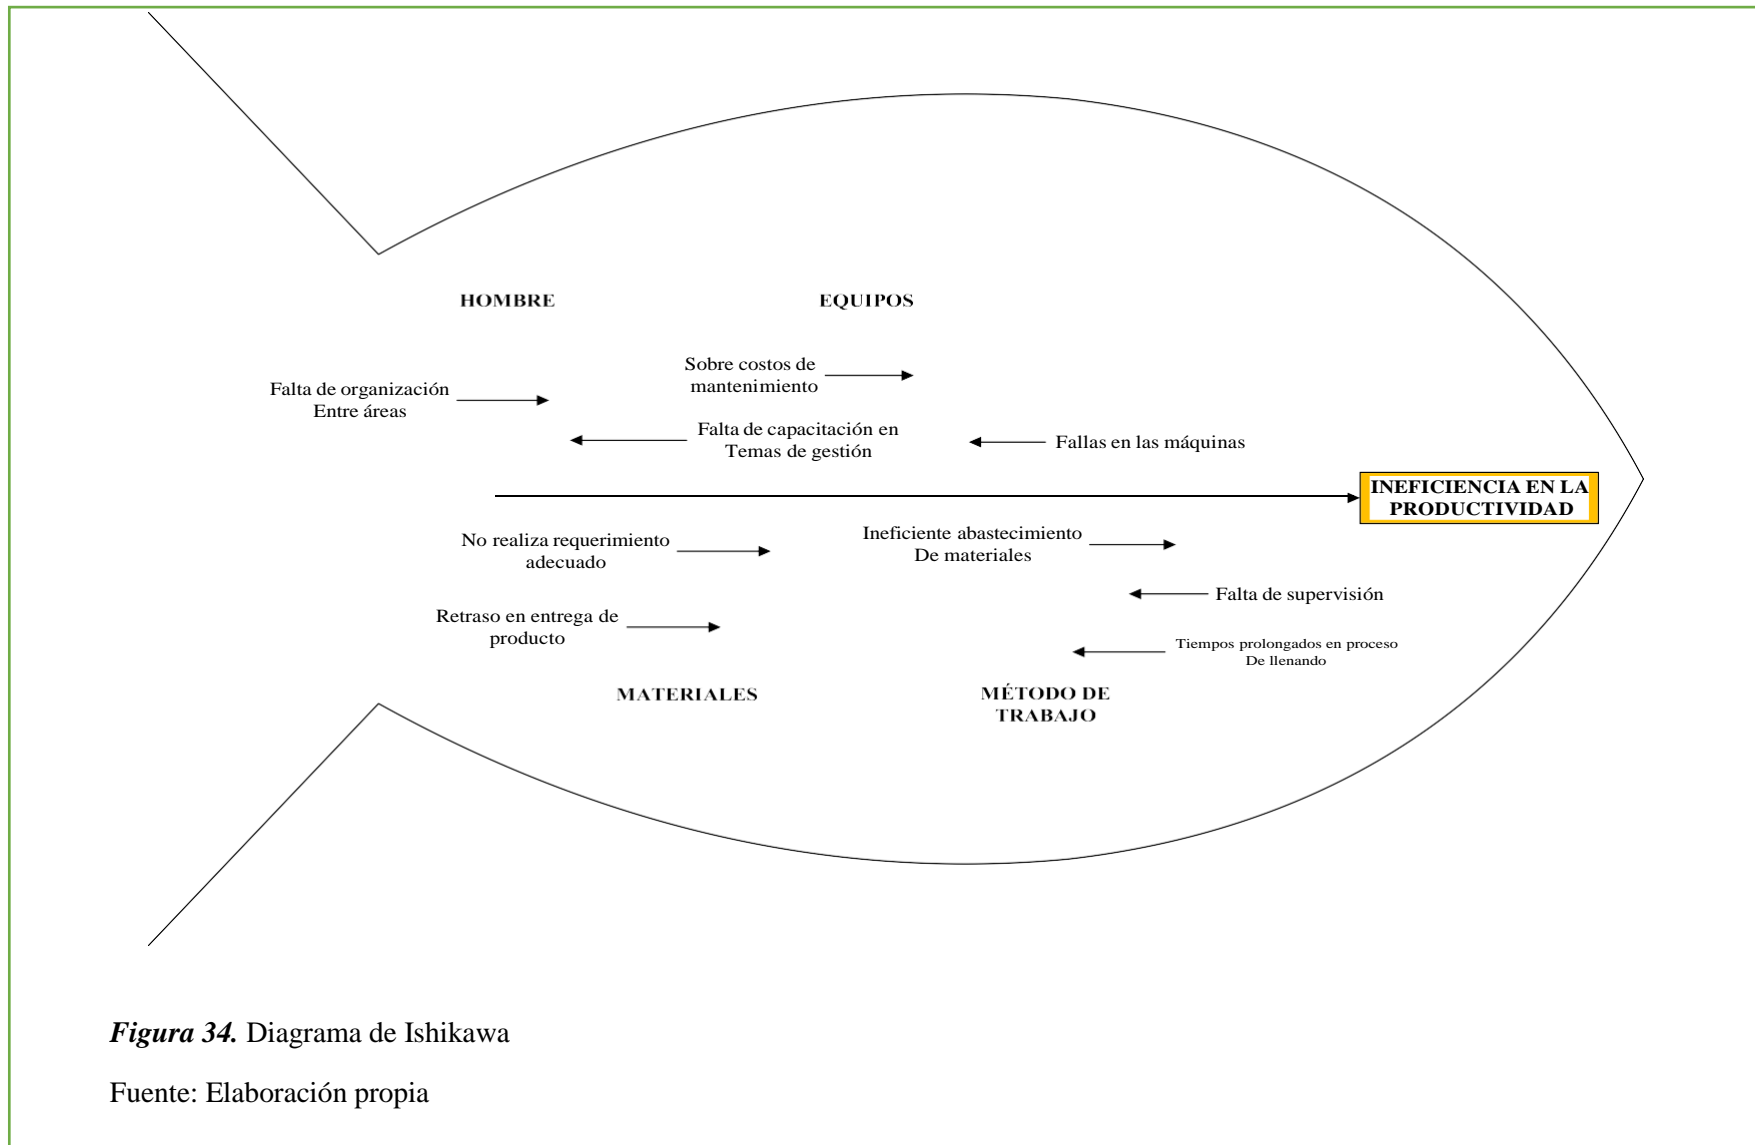 HOMBRE
EQUIPOS
Sobre costos de
mantenimiento
Falta de organización
Entre áreas
Falta de capacitación en
Temas de gestión
Fallas en las máquinas
INEFICIENCIA EN LA
PRODUCTIVIDAD
No realiza requerimiento
adecuado
Ineficiente abastecimiento
De materiales
Falta de supervisión
Retraso en entrega de
producto
Tiempos prolongados en proceso
De llenando
MATERIALES
MÉTODO DE
TRABAJO
Figura 34. Diagrama de Ishikawa
Fuente: Elaboración propia